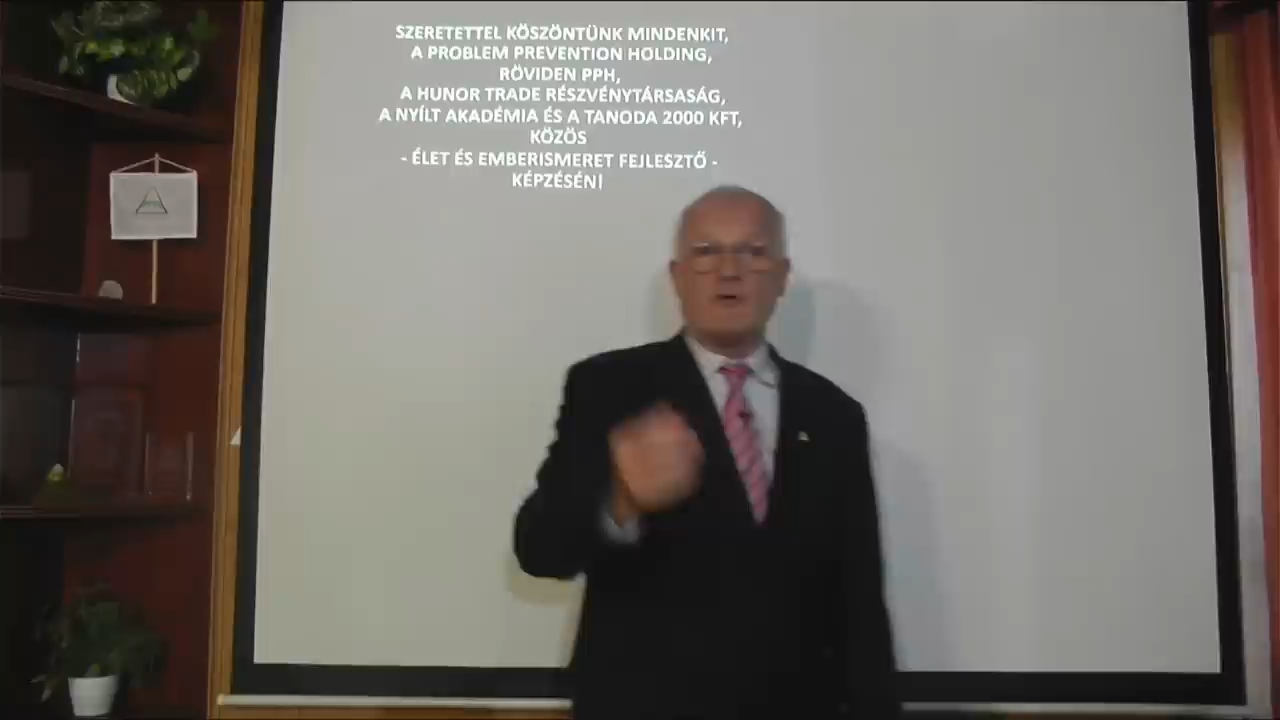 SZERETETTEL KÖSZÖNTÜNK MINDENKIT,
A PROBLEM PREVENTION HOLDING,
RÖVIDEN PPH,
A HUNOR TRADE RÉSZVÉNYTÁRSASÁG,
A NYÍLT AKADÉMIA ÉS A TANODA 2000 KFT,
KÖZÖS
- ÉLET ÉS EMBERISMERET FEJLESZTŐ -
KÉPZÉSÉN!